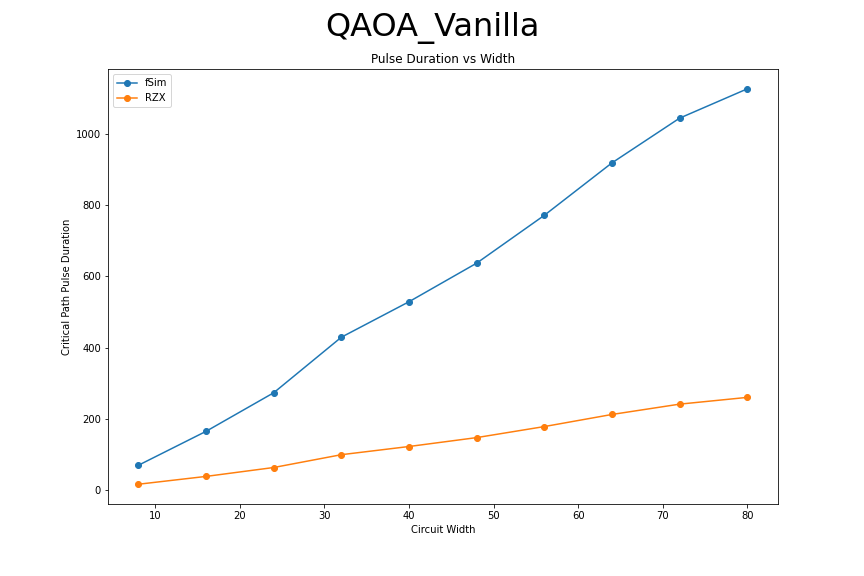 QAOA_Vanilla
Pulse Duration vs Width
fSim
RZX
Critical Path Pulse Duration
1000
800
600
400
200
0
10 20 30 40 50 60 70 80
Circuit Width